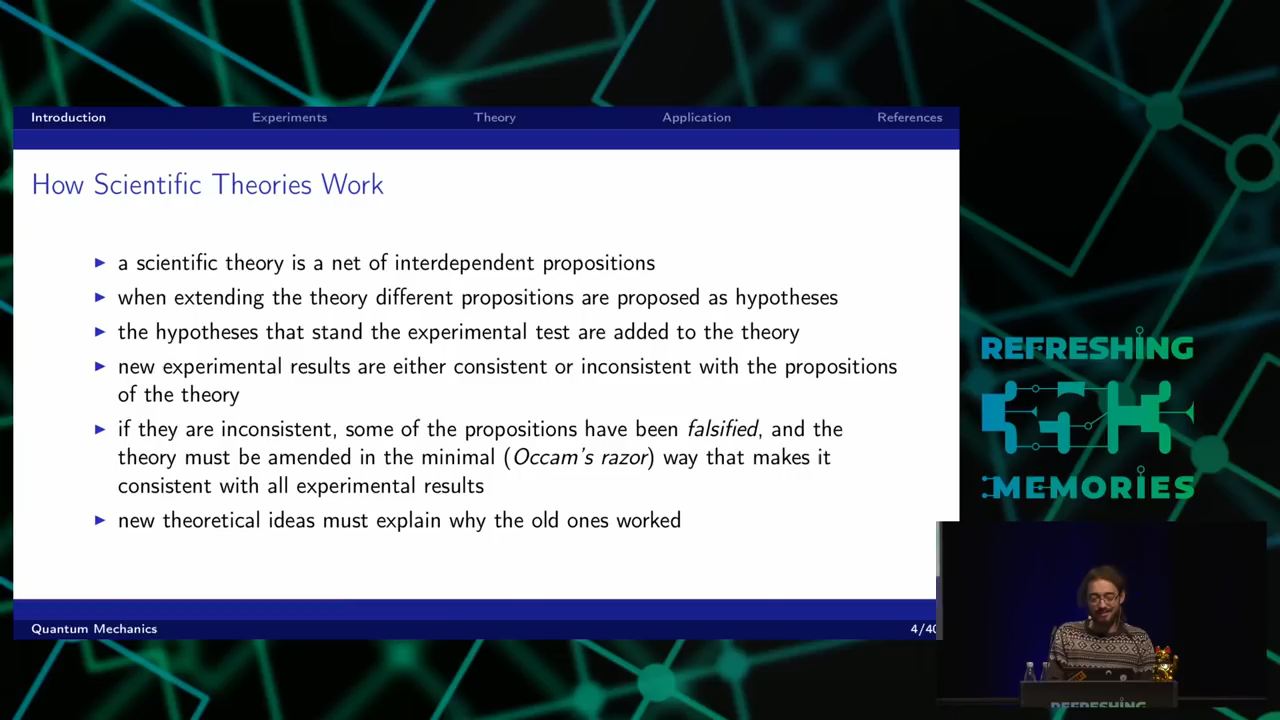 Introduction Experiments Theory Application References
How Scientific Theories Work
a scientific theory is a net of interdependent propositions
when extending the theory different propositions are proposed as hypotheses
the hypotheses that stand the experimental test are added to the theory
new experimental results are either consistent or inconsistent with the propositions
of the theory
if they are inconsistent, some of the propositions have been falsified, and the
theory must be amended in the minimal (Occam's razor) way that makes it
consistent with all experimental results
new theoretical ideas must explain why the old ones worked
Quantum Mechanics 4/40
REFRESHING
MEMORIES
REFRESHING